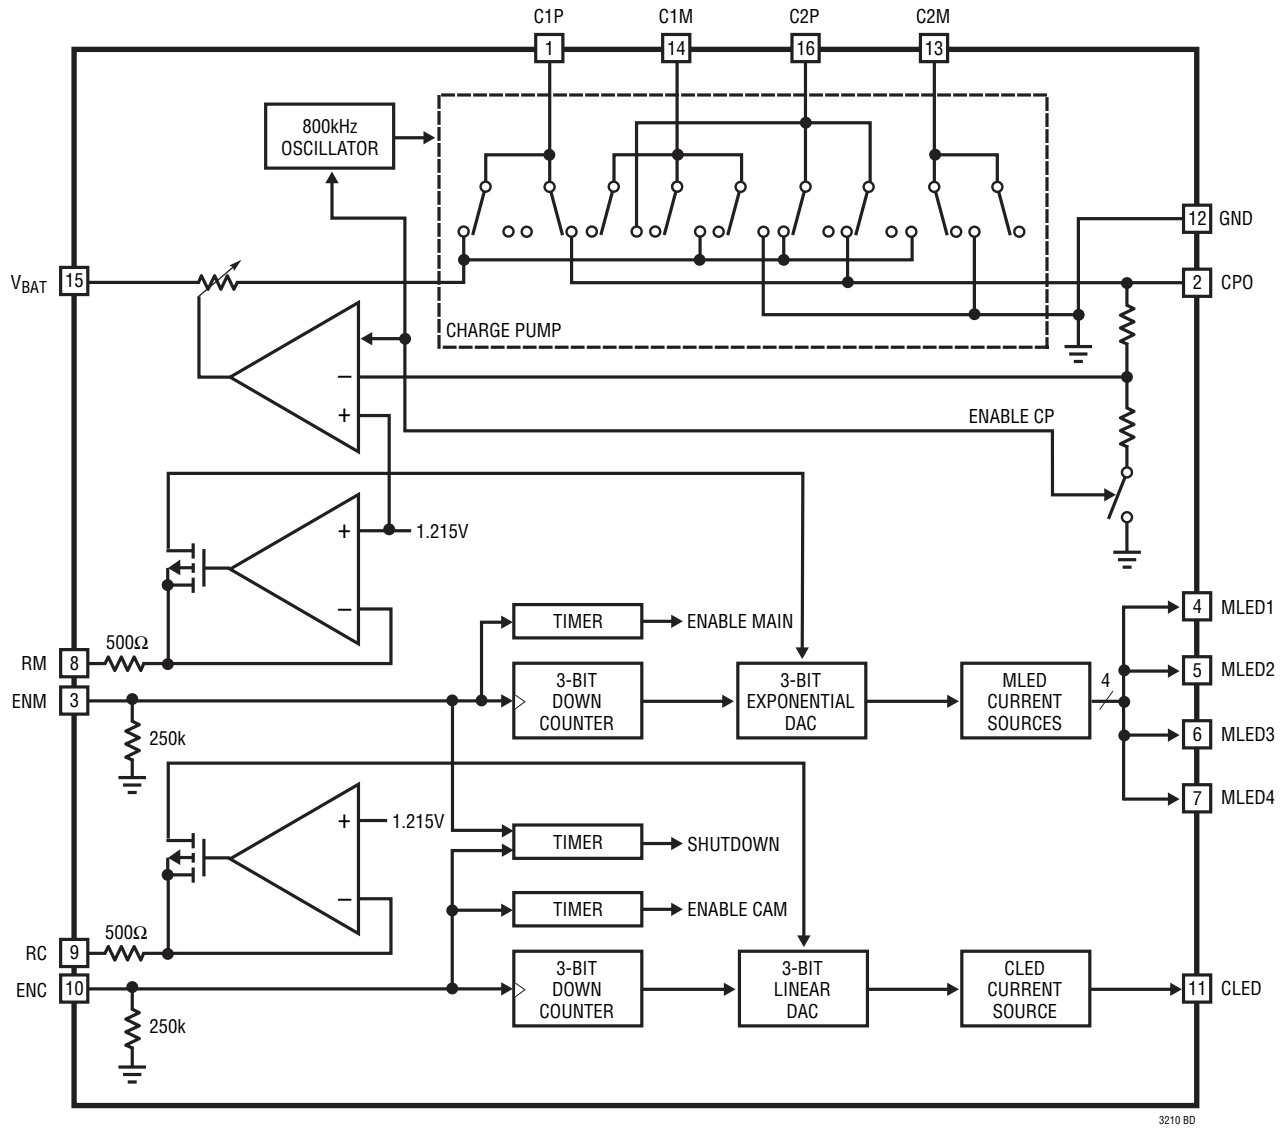 C1P
C1M
C2P
C2M
1
14
16
13
800kHz
OSCILLATOR
12
GND
VBAT
15
2
CPO
CHARGE PUMP
−
+
ENABLE CP
+
1.215V
−
4
MLED1
TIMER
ENABLE MAIN
500Ω
RM
8
5
MLED2
3-BIT
DOWN
COUNTER
3-BIT
EXPONENTIAL
DAC
MLED
CURRENT
SOURCES
4
ENM
3
250k
6
MLED3
7
MLED4
+
1.215V
TIMER
SHUTDOWN
−
TIMER
ENABLE CAM
500Ω
RC
9
3-BIT
DOWN
COUNTER
3-BIT
LINEAR
DAC
CLED
CURRENT
SOURCE
ENC
10
11
CLED
250k
3210 BD